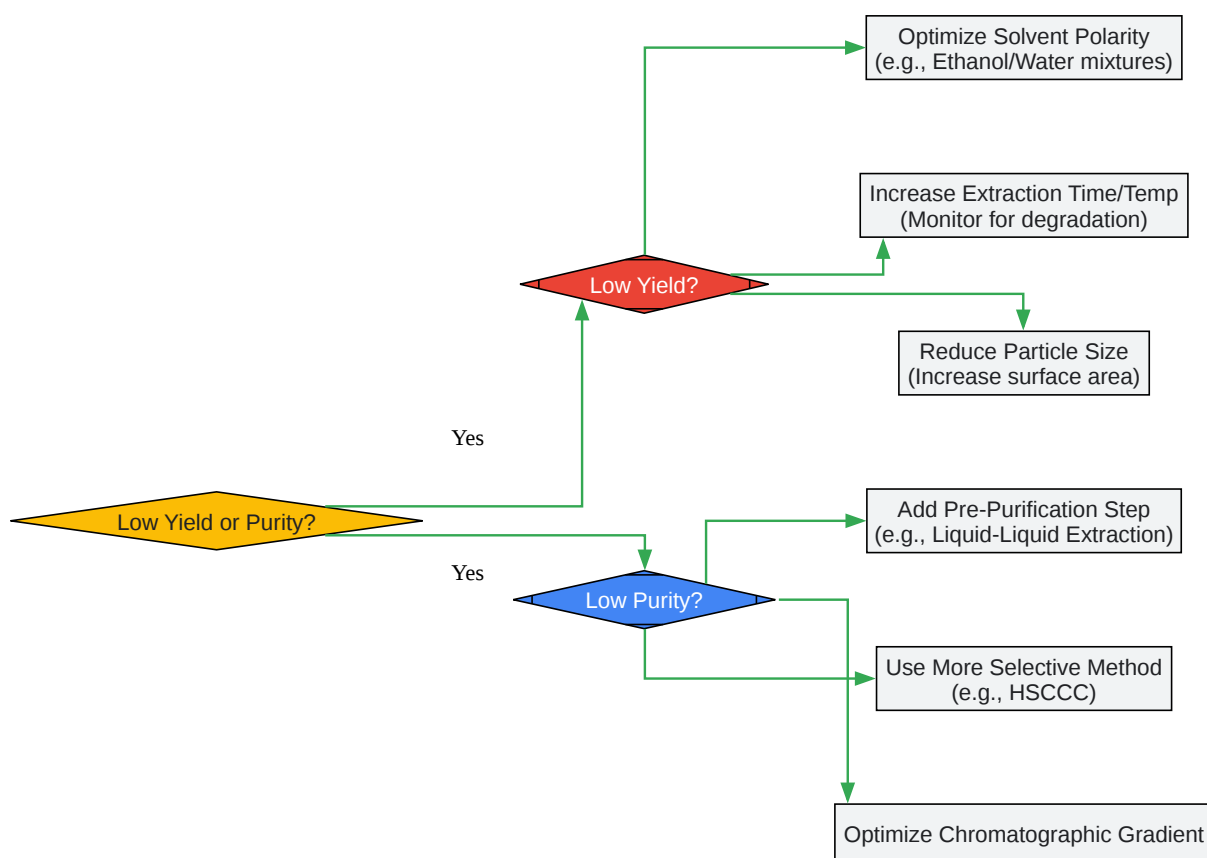 Optimize Solvent Polarity
(e.g., Ethanol/Water mixtures)
Increase Extraction Time/Temp
(Monitor for degradation)
Low Yield?
Reduce Particle Size
(Increase surface area)
Yes
Low Yield or Purity?
Yes
Add Pre-Purification Step
(e.g., Liquid-Liquid Extraction)
Low Purity?
Use More Selective Method
(e.g., HSCCC)
Optimize Chromatographic Gradient